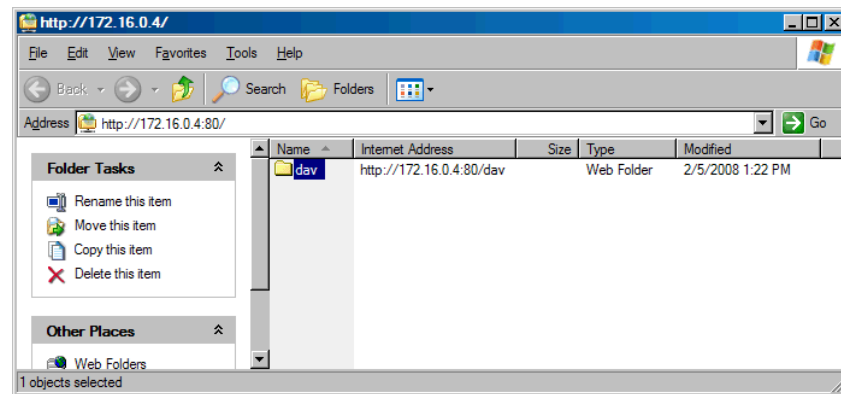 http://172.16.0.4/
File Edit View Favorites Tools Help
Back Search Folders
Address http://172.16.0.4:80/ Go
Name Internet Address Size Type Modified
dav http://172.16.0.4:80/dav Web Folder 2/5/2008 1:22 PM
Folder Tasks
Rename this item
Move this item
Copy this item
Delete this item
Other Places
Web Folders
1 objects selected